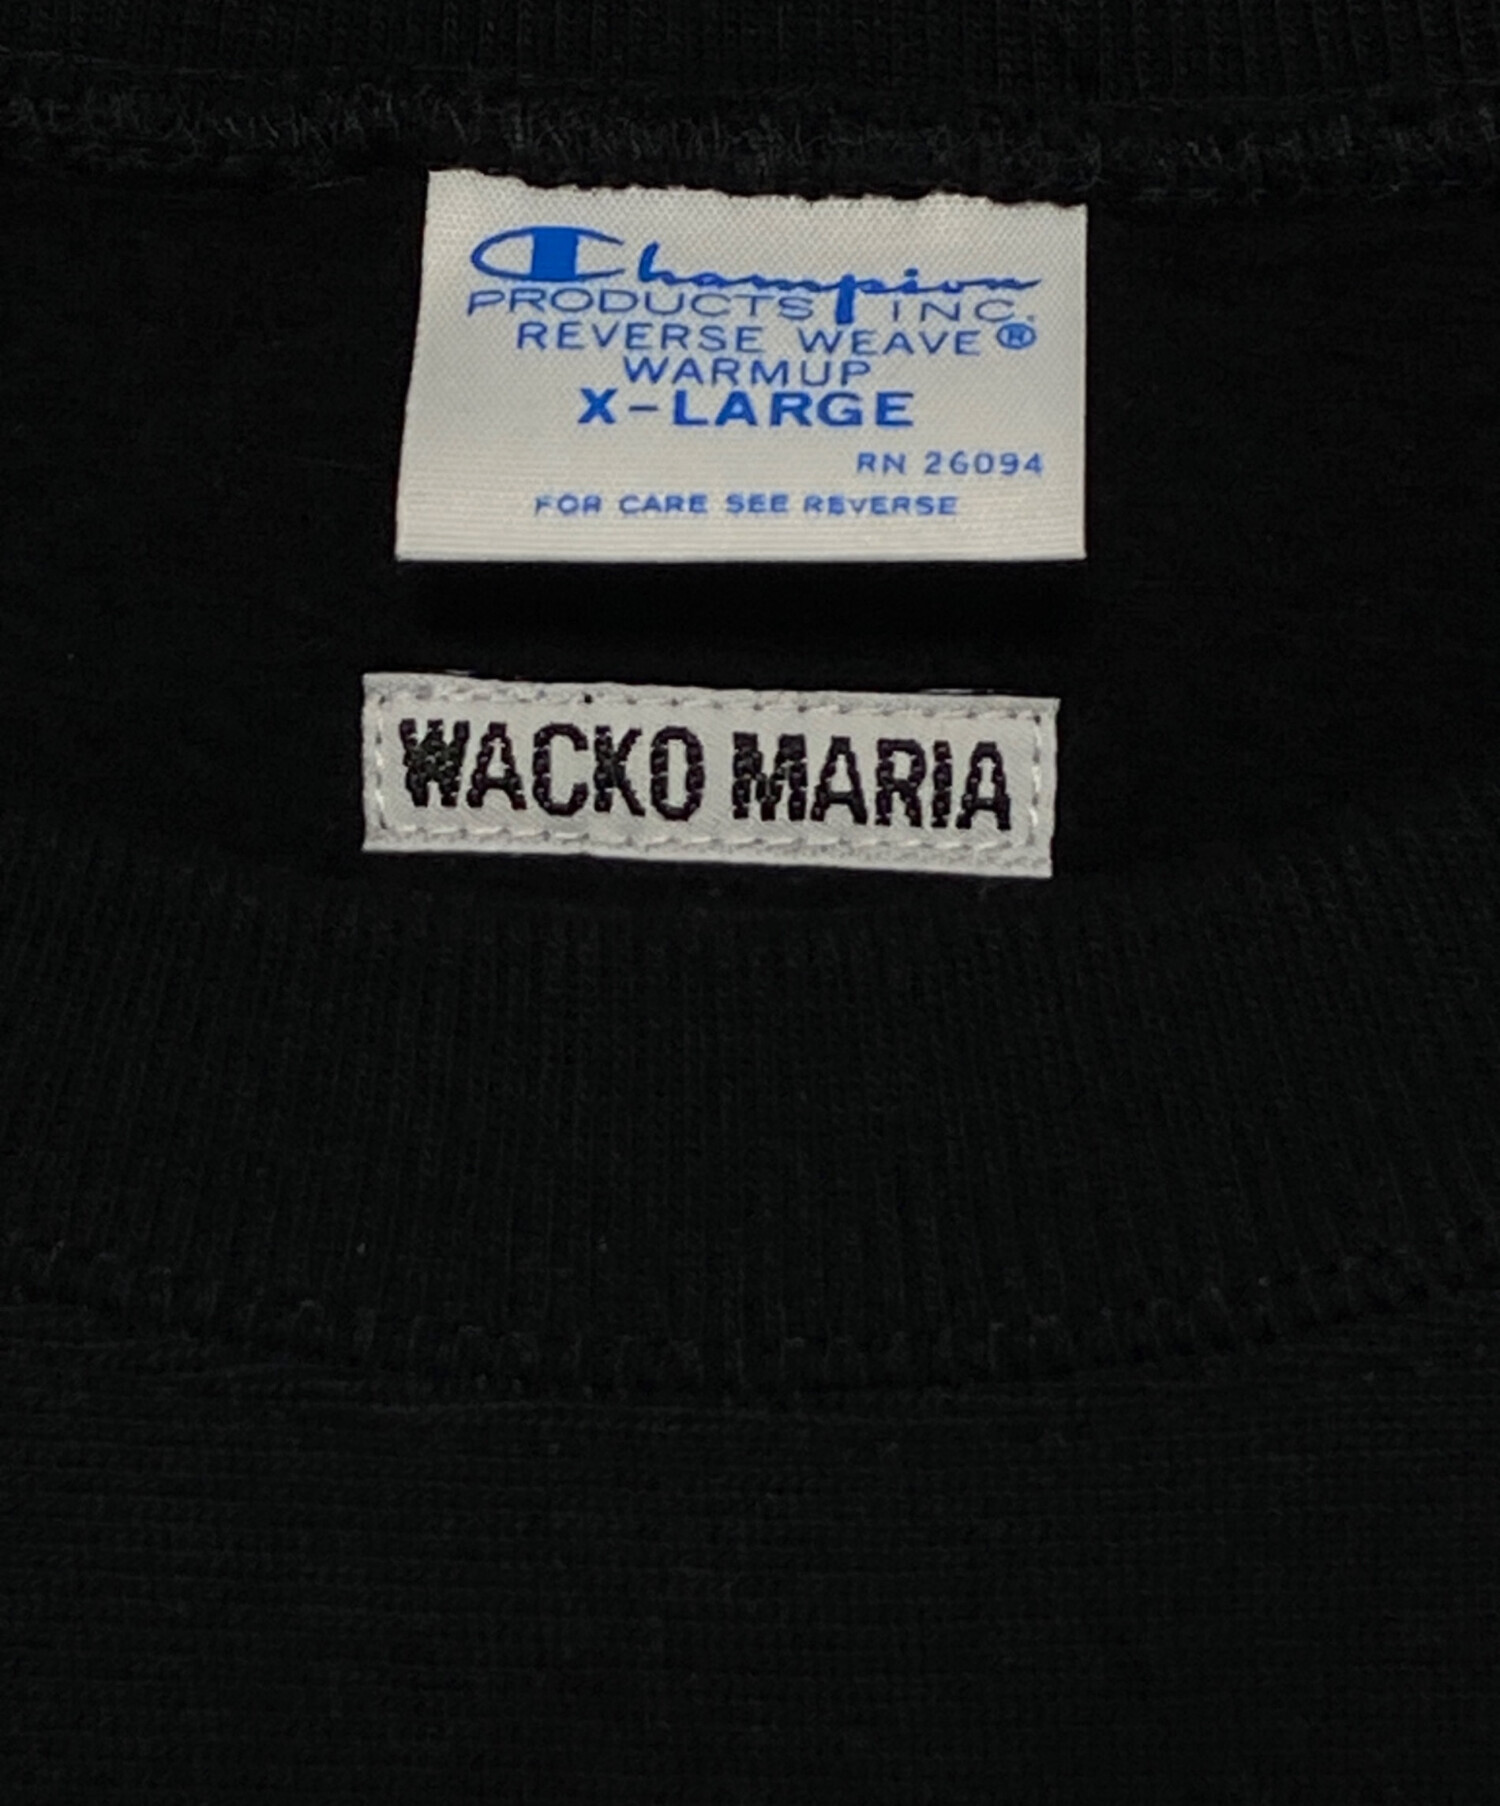 Champion
PRODUCTS INC.
REVERSE WEAVE®
WARMUP
X-LARGE
RN 26094
FOR CARE SEE REVERSE
WACKO MARIA